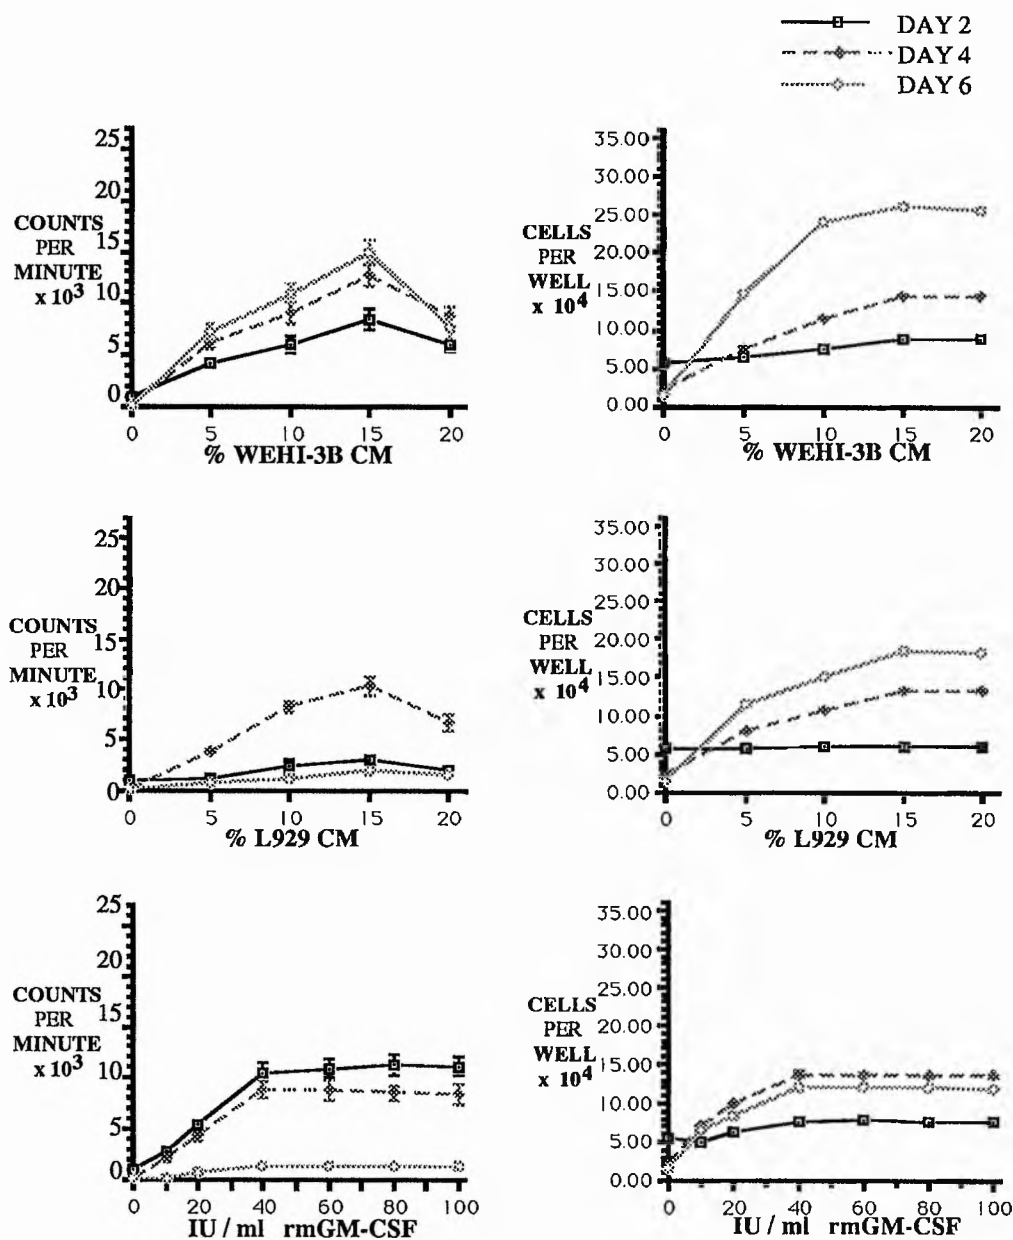 DAY 2
DAY 4
DAY 6
25
20
15
10
5
0
COUNTS
PER
MINUTE
x 10³
0 5 10 15 20
% WEHI-3B CM
35.00
30.00
25.00
20.00
15.00
10.00
5.00
0.00
CELLS
PER
WELL
x 10⁴
0 5 10 15 20
% WEHI-3B CM
25
20
15
10
5
0
COUNTS
PER
MINUTE
x 10³
0 5 10 15 20
% L929 CM
35.00
30.00
25.00
20.00
15.00
10.00
5.00
0.00
CELLS
PER
WELL
x 10⁴
0 5 10 15 20
% L929 CM
25
20
15
10
5
0
COUNTS
PER
MINUTE
x 10³
0 20 40 60 80 100
IU / ml rmGM-CSF
35.00
30.00
25.00
20.00
15.00
10.00
5.00
0.00
CELLS
PER
WELL
x 10⁴
0 20 40 60 80 100
IU / ml rmGM-CSF